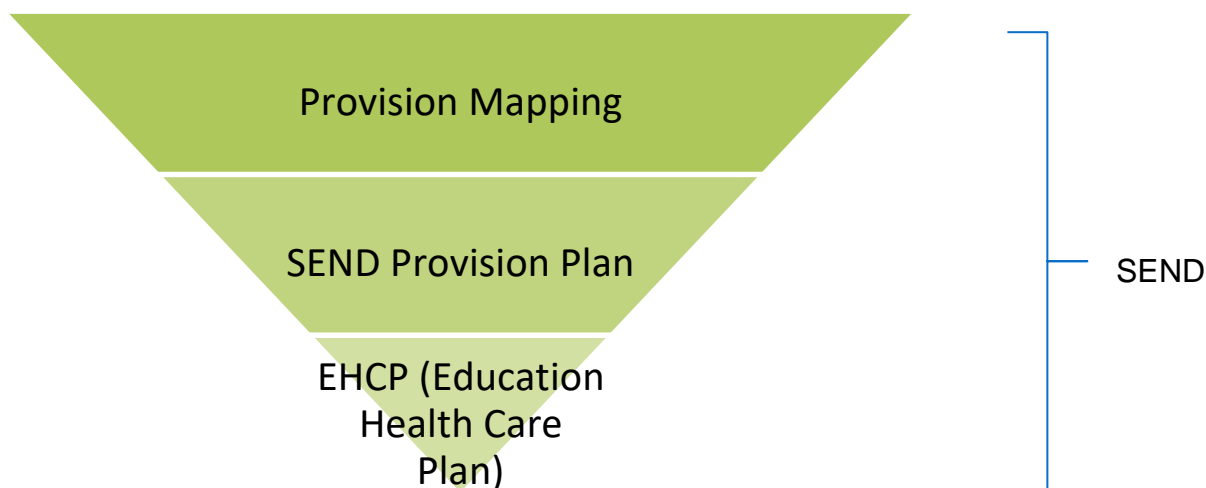 Provision Mapping
SEND Provision Plan
SEND
EHCP (Education
Health Care
Plan)